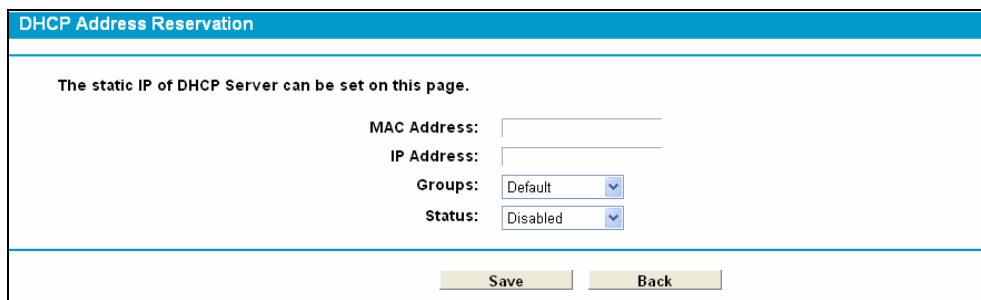 DHCP Address Reservation
The static IP of DHCP Server can be set on this page.
MAC Address:
IP Address:
Groups: Default
Status: Disabled
Save Back